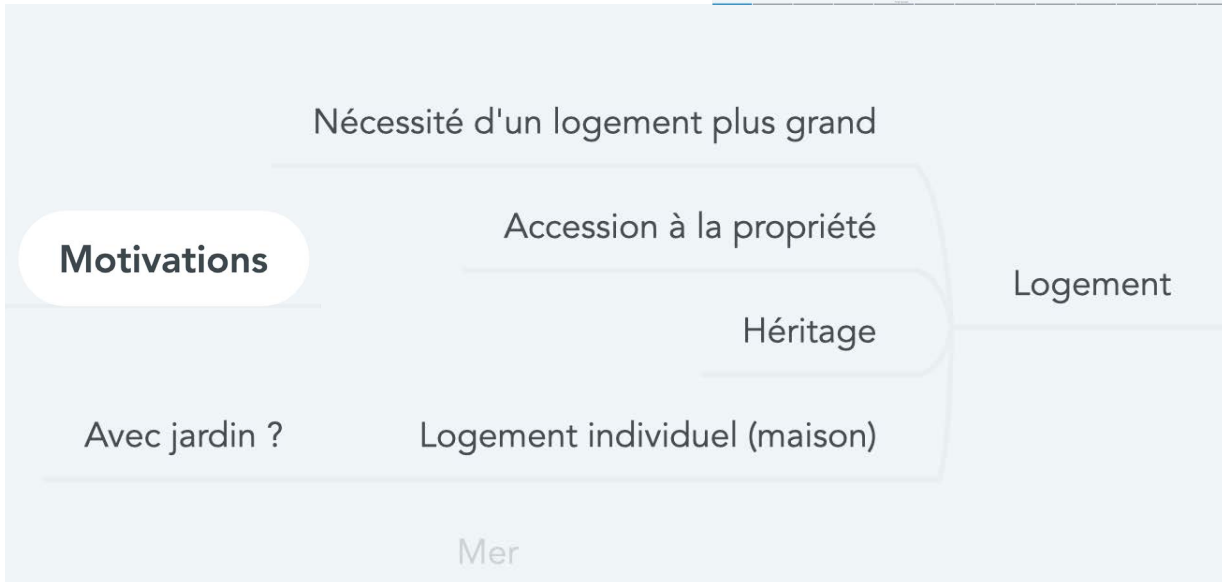 Nécessité d'un logement plus grand
Accession à la propriété
Motivations
Logement
Héritage
Avec jardin ? Logement individuel (maison)
Mer